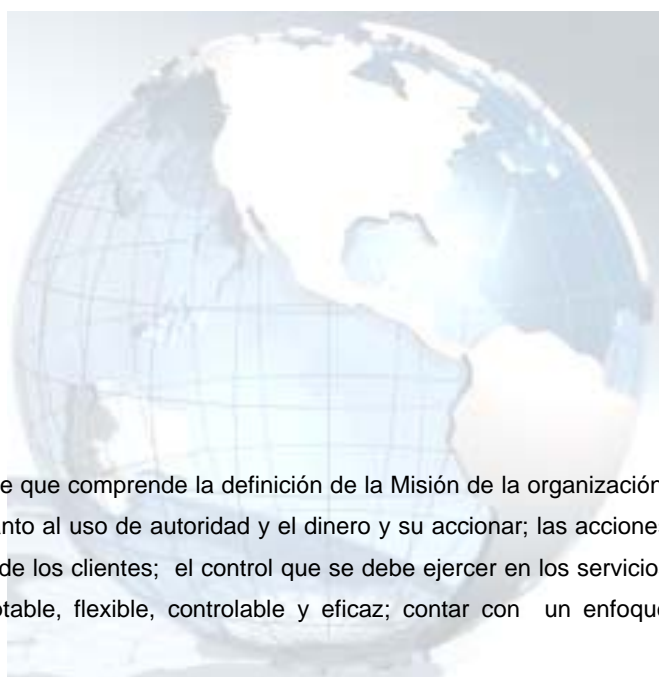 e que comprende la definición de la Misión de la organización
nto al uso de autoridad y el dinero y su accionar; las acciones
de los clientes; el control que se debe ejercer en los servicio
table, flexible, controlable y eficaz; contar con un enfoque